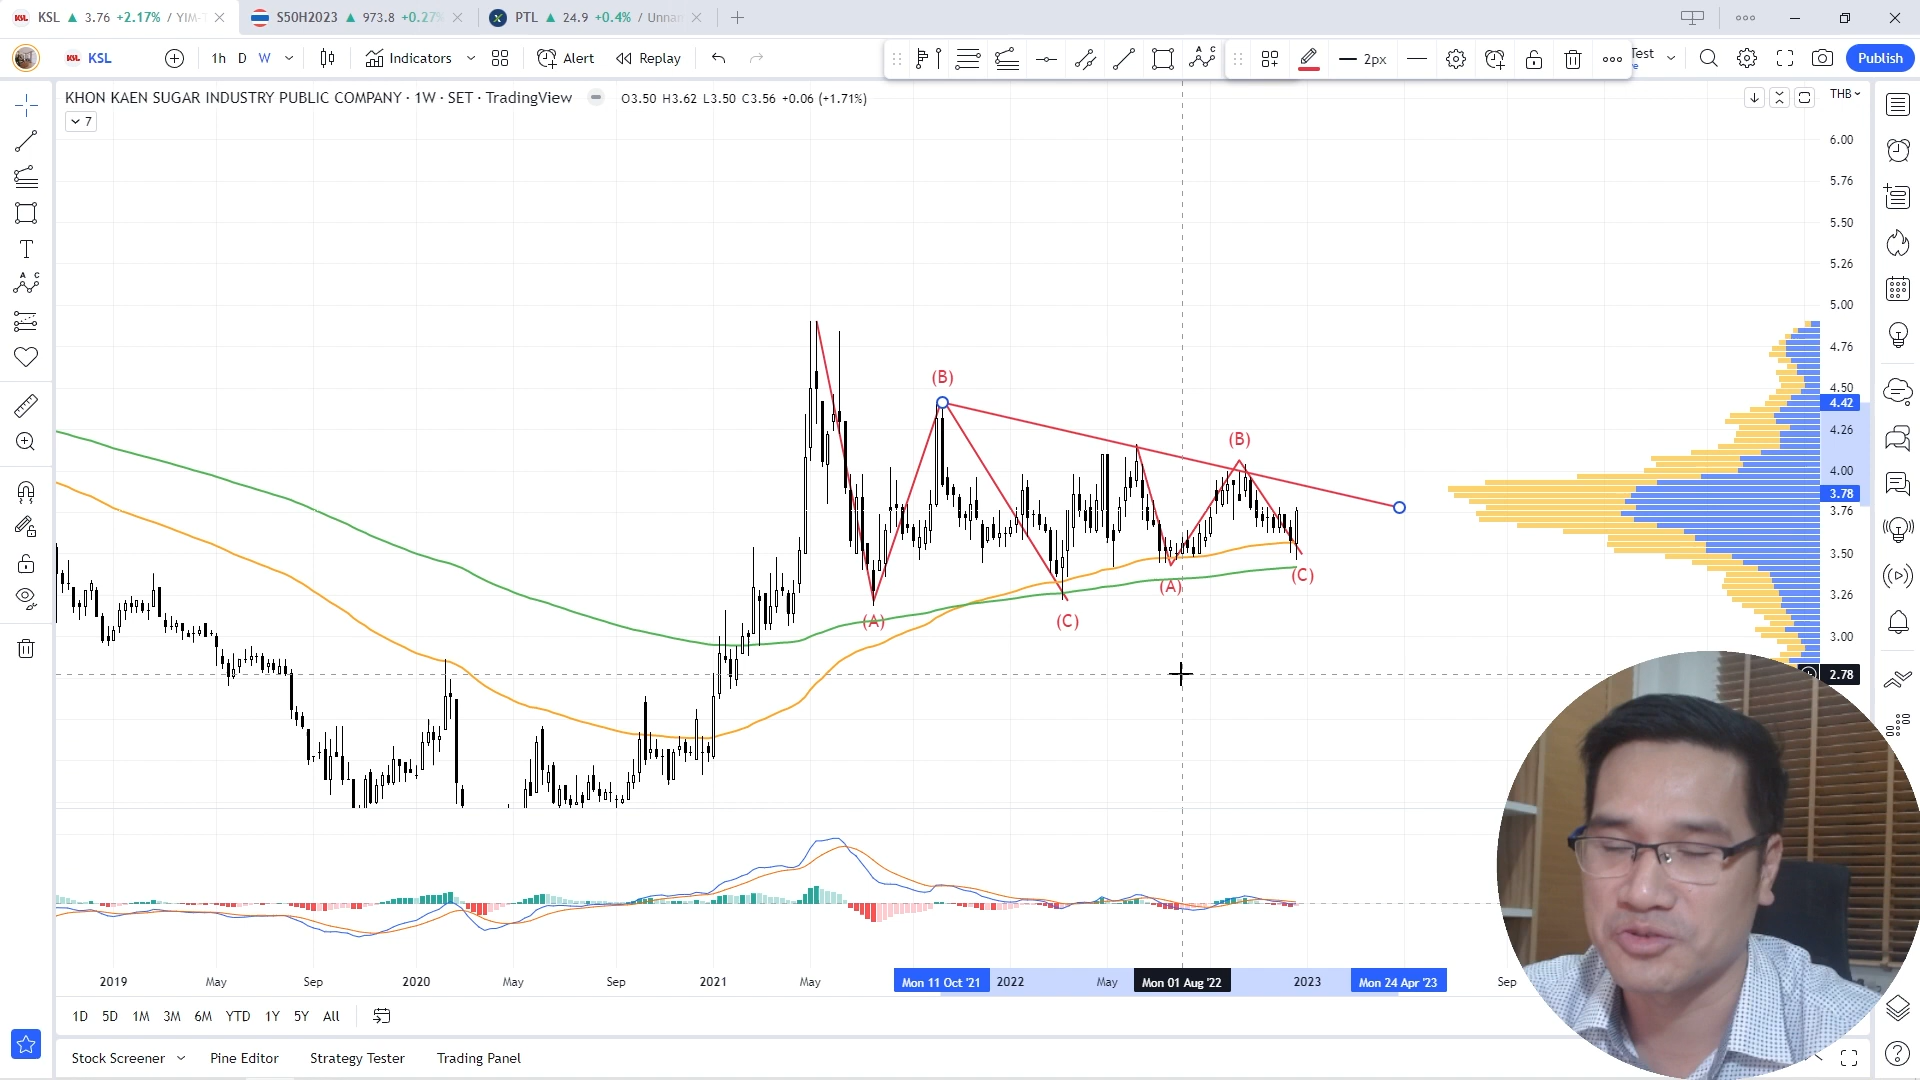 KSL ▲ 3.76 +2.17% / YIM-T
S50H2023 ▲ 973.8 +0.27%
PTL ▲ 24.9 +0.4% / Unnam
KSL
1h D W
Indicators
Alert
Replay
2px
Test
Publish
KHON KAEN SUGAR INDUSTRY PUBLIC COMPANY · 1W · SET · TradingView
O3.50 H3.62 L3.50 C3.56 +0.06 (+1.71%)
THB
7
6.00
5.76
5.50
5.26
5.00
4.76
4.50
4.42
4.26
4.00
3.78
3.76
3.50
3.26
3.00
2.78
(B)
(B)
(A)
(C)
(A)
(C)
2019 May Sep 2020 May Sep 2021 May Mon 11 Oct '21 2022 May Mon 01 Aug '22 2023 Mon 24 Apr '23 Sep
1D 5D 1M 3M 6M YTD 1Y 5Y All
Stock Screener Pine Editor Strategy Tester Trading Panel